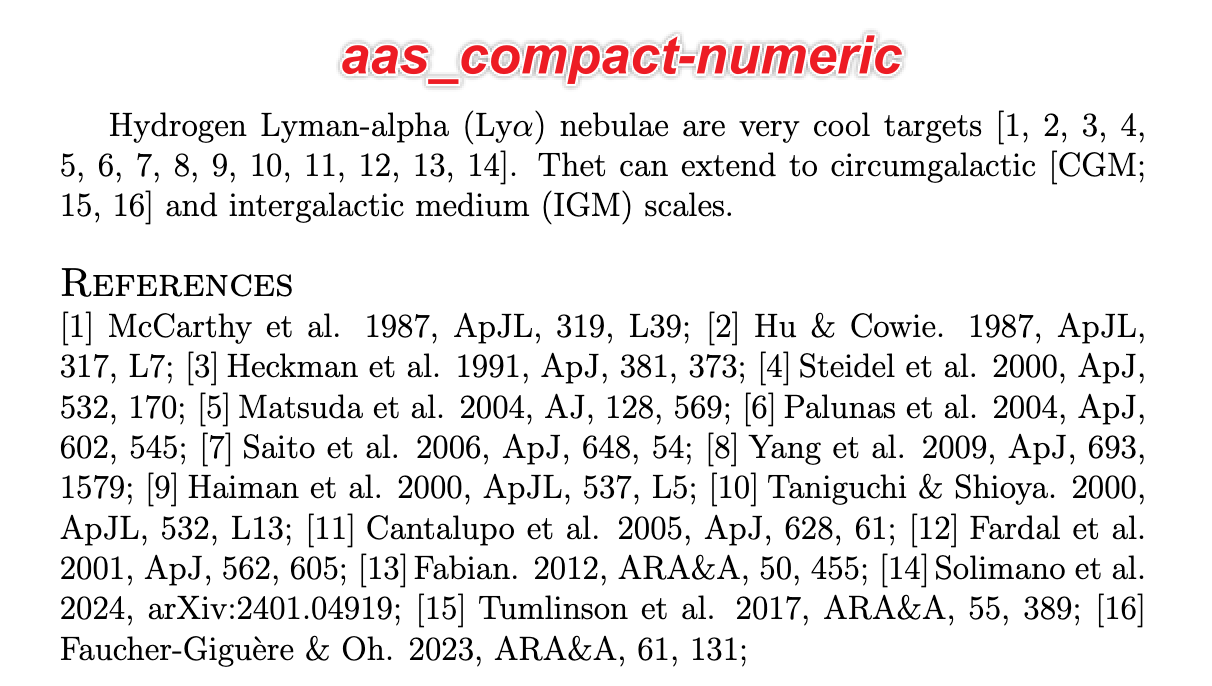 aas_compact-numeric
Hydrogen Lyman-alpha (Lyα) nebulae are very cool targets [1, 2, 3, 4,
5, 6, 7, 8, 9, 10, 11, 12, 13, 14]. Thet can extend to circumgalactic [CGM;
15, 16] and intergalactic medium (IGM) scales.
References
[1] McCarthy et al. 1987, ApJL, 319, L39; [2] Hu & Cowie. 1987, ApJL,
317, L7; [3] Heckman et al. 1991, ApJ, 381, 373; [4] Steidel et al. 2000, ApJ,
532, 170; [5] Matsuda et al. 2004, AJ, 128, 569; [6] Palunas et al. 2004, ApJ,
602, 545; [7] Saito et al. 2006, ApJ, 648, 54; [8] Yang et al. 2009, ApJ, 693,
1579; [9] Haiman et al. 2000, ApJL, 537, L5; [10] Taniguchi & Shioya. 2000,
ApJL, 532, L13; [11] Cantalupo et al. 2005, ApJ, 628, 61; [12] Fardal et al.
2001, ApJ, 562, 605; [13] Fabian. 2012, ARA&A, 50, 455; [14] Solimano et al.
2024, arXiv:2401.04919; [15] Tumlinson et al. 2017, ARA&A, 55, 389; [16]
Faucher-Giguère & Oh. 2023, ARA&A, 61, 131;